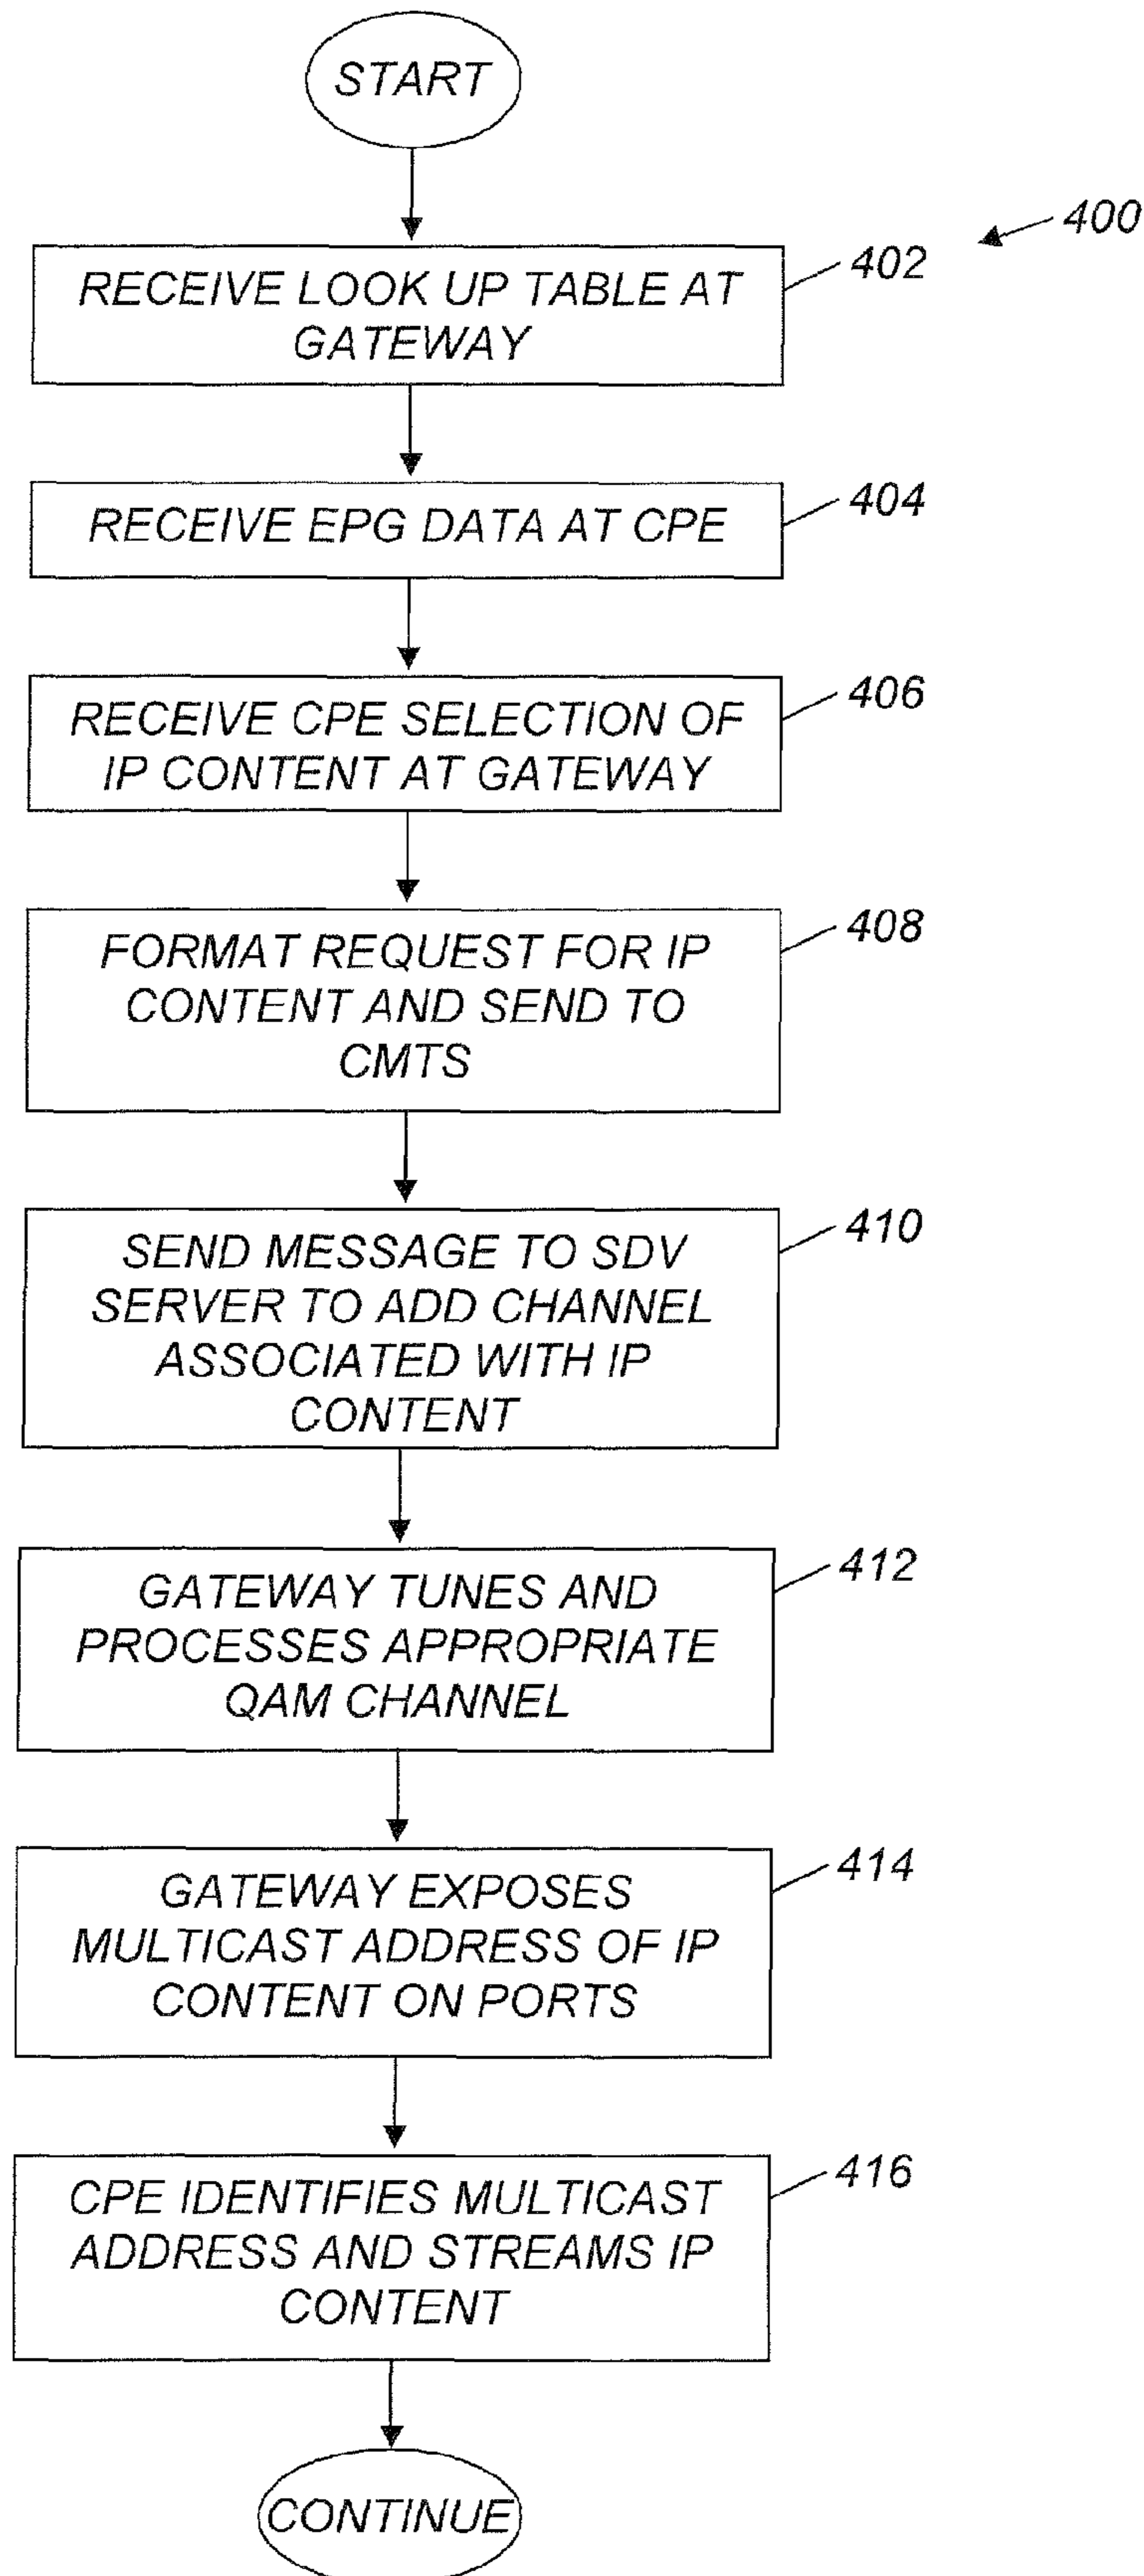 START
400
402
RECEIVE LOOK UP TABLE AT
GATEWAY
404
RECEIVE EPG DATA AT CPE
406
RECEIVE CPE SELECTION OF
IP CONTENT AT GATEWAY
408
FORMAT REQUEST FOR IP
CONTENT AND SEND TO
CMTS
410
SEND MESSAGE TO SDV
SERVER TO ADD CHANNEL
ASSOCIATED WITH IP
CONTENT
412
GATEWAY TUNES AND
PROCESSES APPROPRIATE
QAM CHANNEL
414
GATEWAY EXPOSES
MULTICAST ADDRESS OF IP
CONTENT ON PORTS
416
CPE IDENTIFIES MULTICAST
ADDRESS AND STREAMS IP
CONTENT
CONTINUE